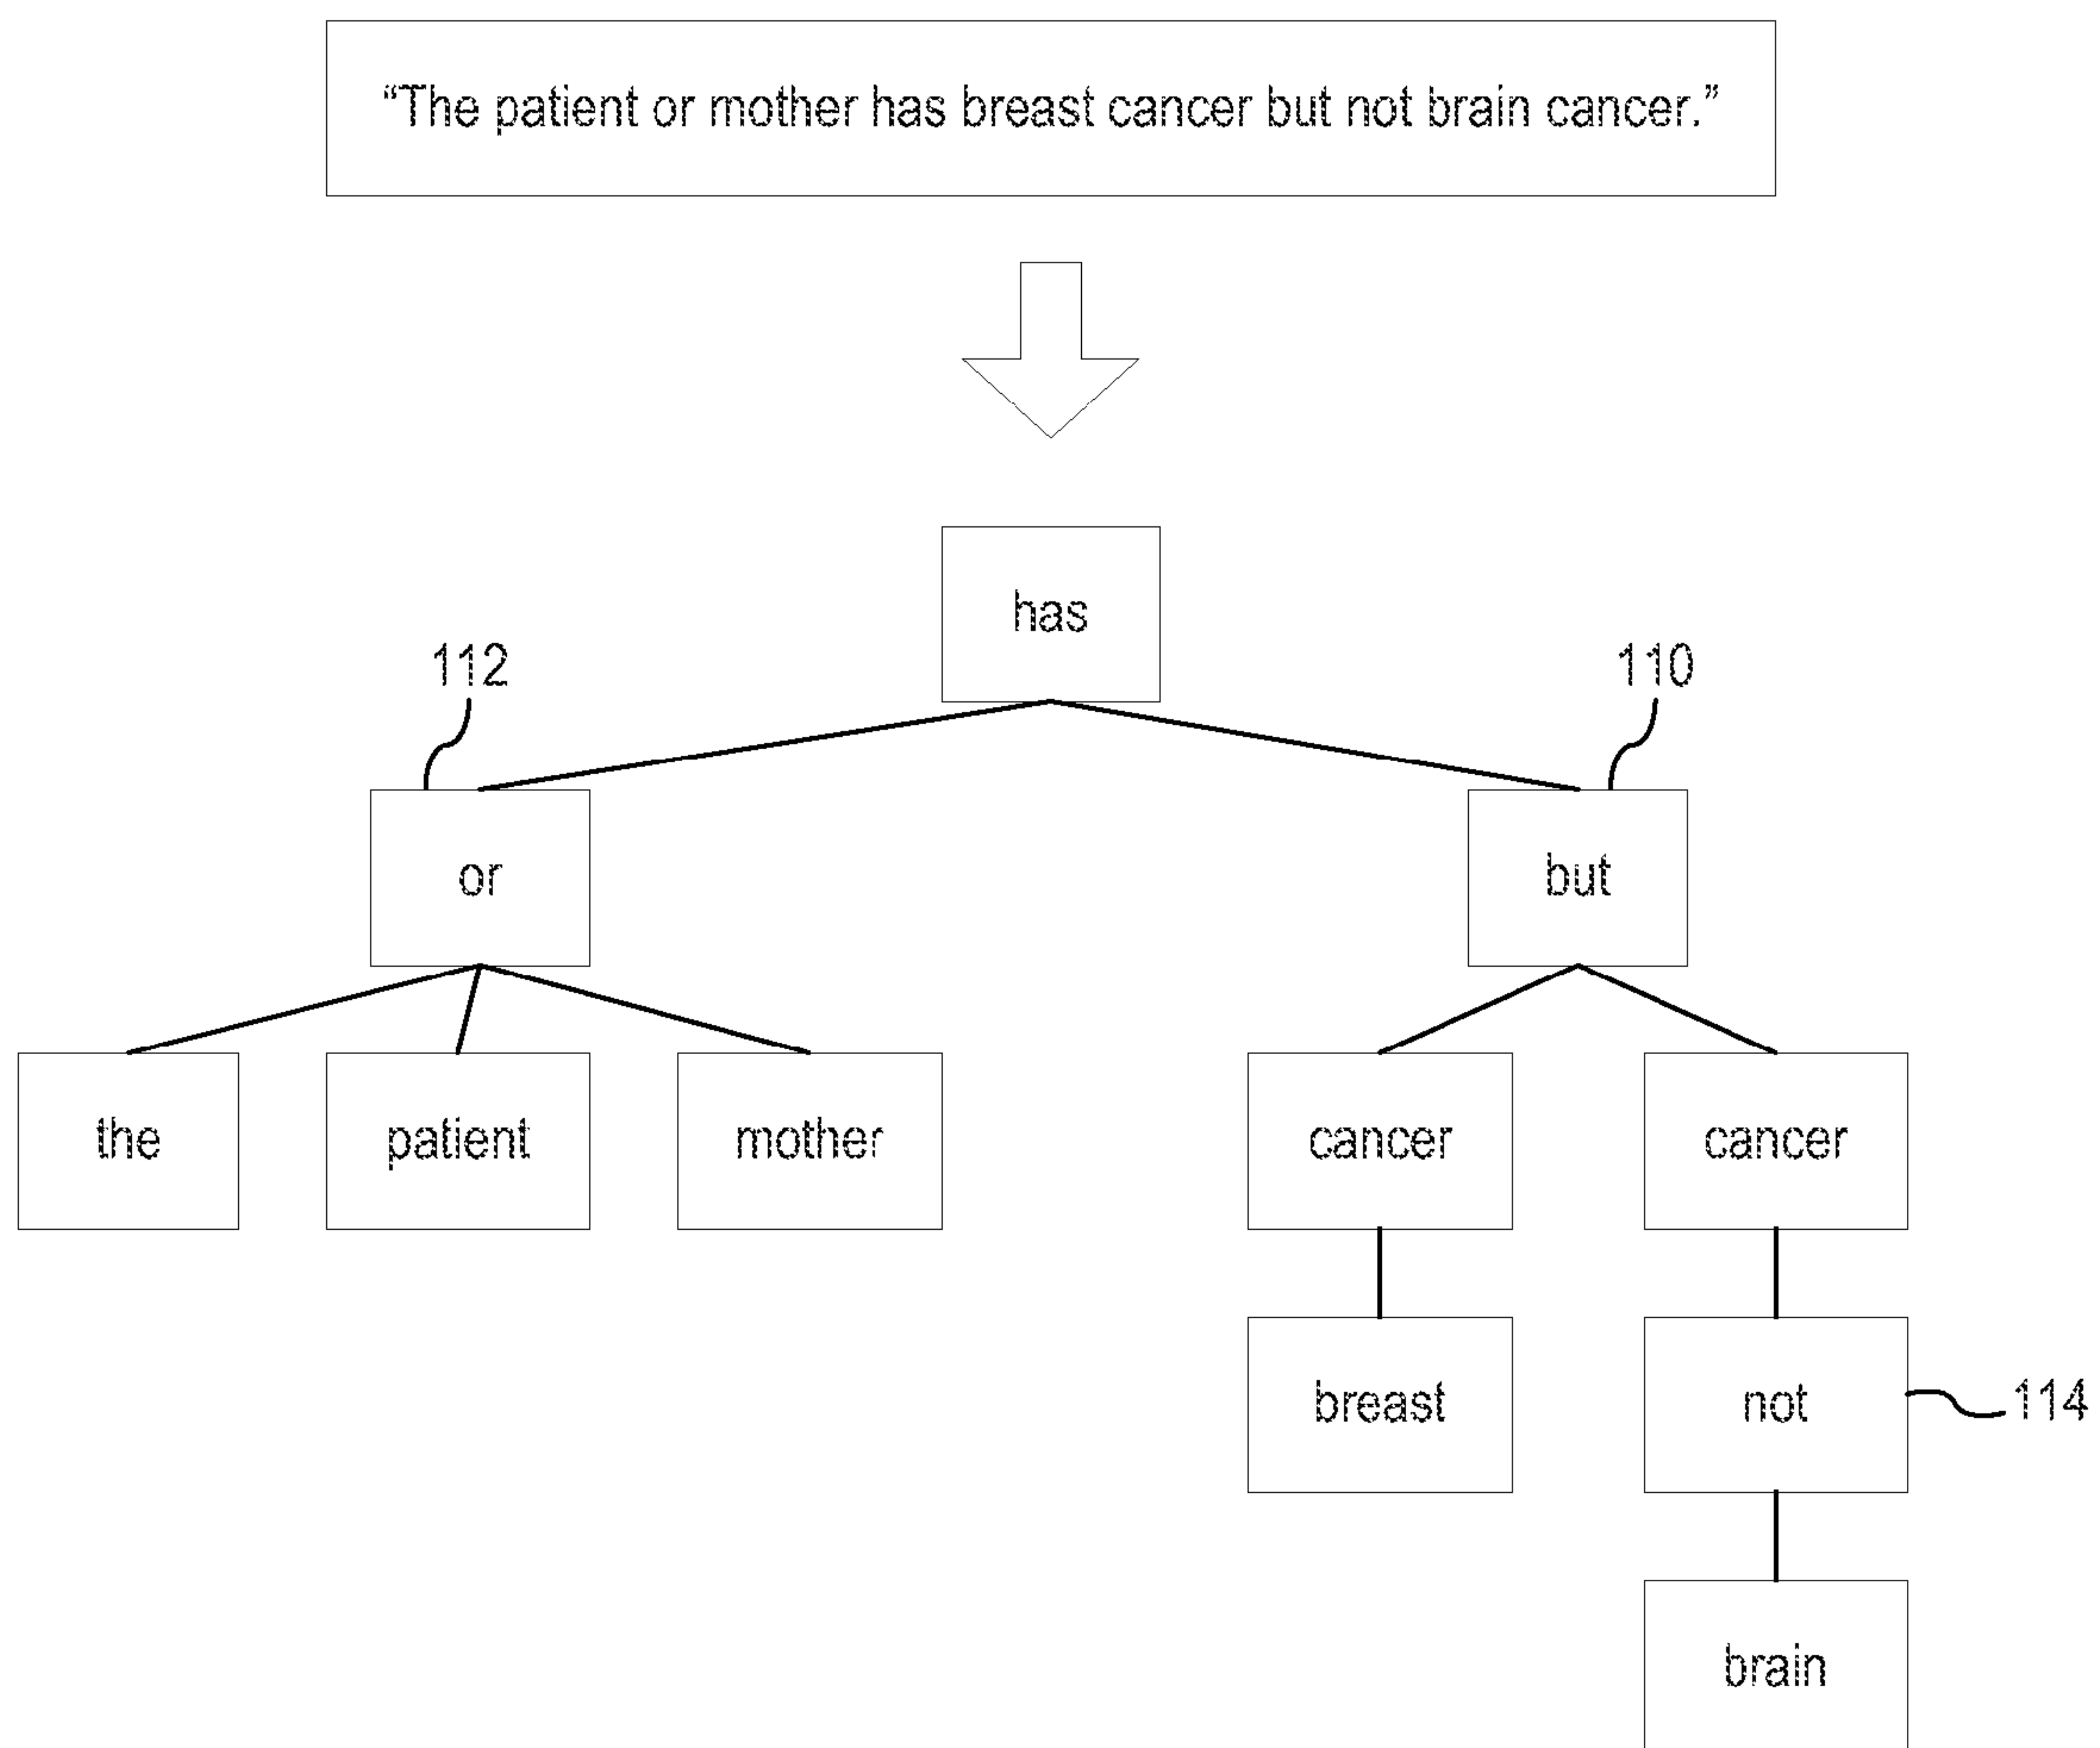 “The patient or mother has breast cancer but not brain cancer.”
has
112
110
or
but
the
patient
mother
cancer
cancer
breast
not
114
brain